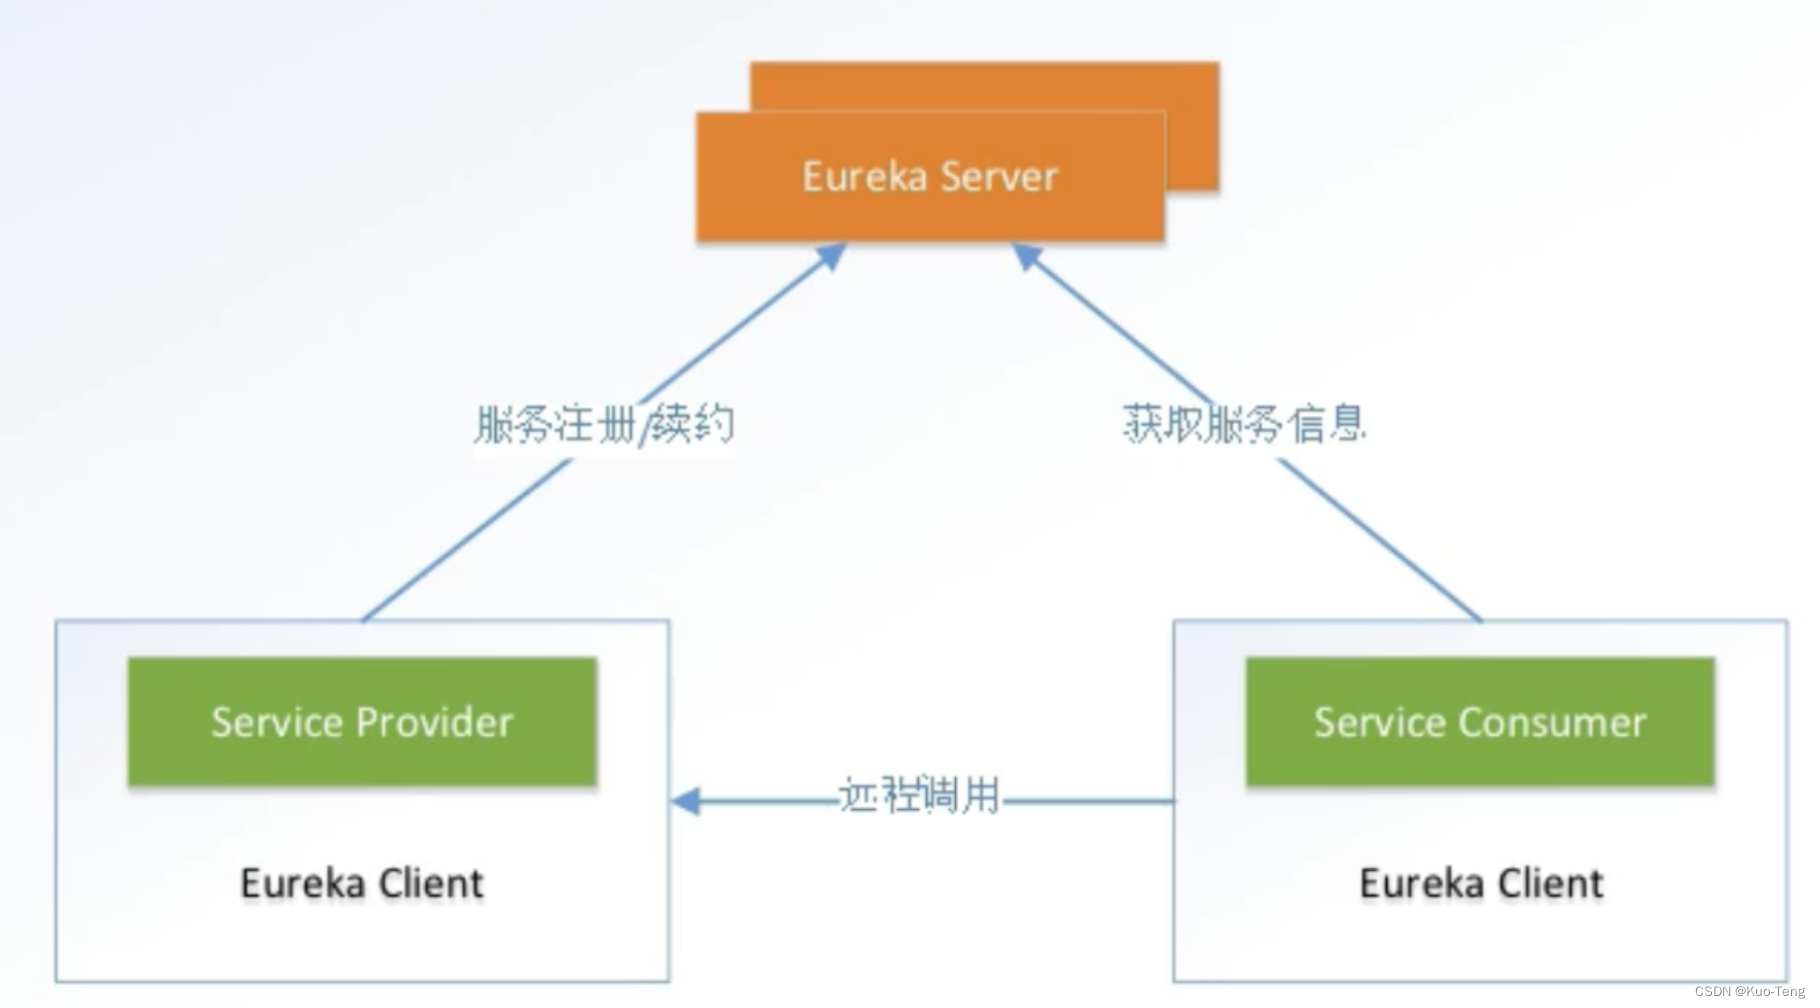 Eureka Server
服务注册/续约
获取服务信息
Service Provider
Service Consumer
远程调用
Eureka Client
Eureka Client
CSDN @Kuo-Teng